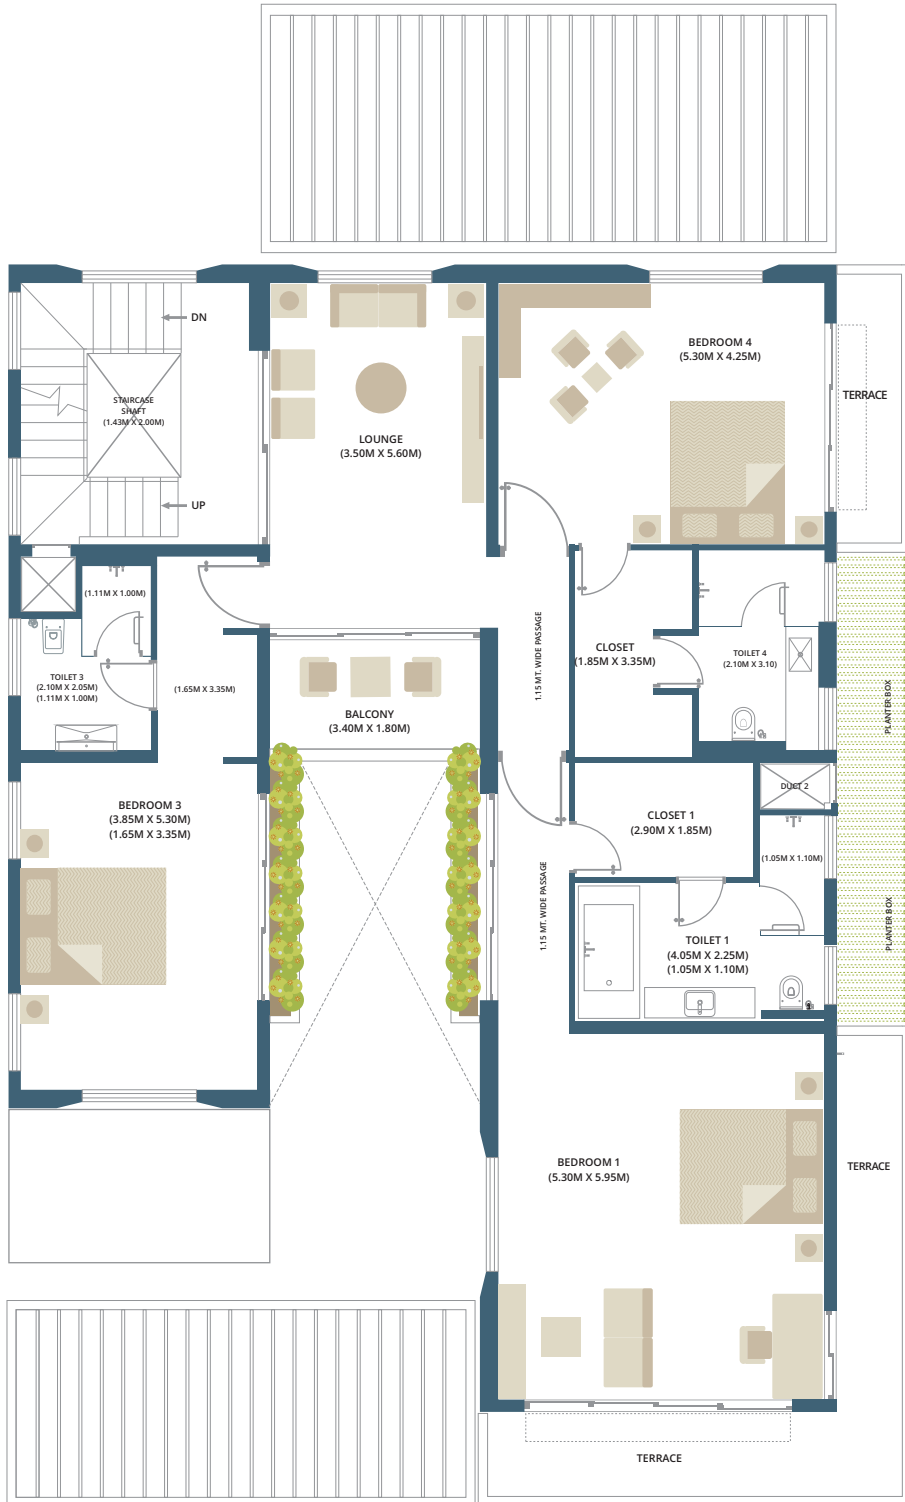 DN
STAIRCASE
SHAFT
(1.43M X 2.00M)
UP
LOUNGE
(3.50M X 5.60M)
BEDROOM 4
(5.30M X 4.25M)
TERRACE
(1.11M X 1.00M)
TOILET 3
(2.10M X 2.05M)
(1.11M X 1.00M)
(1.65M X 3.35M)
BALCONY
(3.40M X 1.80M)
1.15 MT. WIDE PASSAGE
CLOSET
(1.85M X 3.35M)
TOILET 4
(2.10M X 3.10)
PLANTER BOX
BEDROOM 3
(3.85M X 5.30M)
(1.65M X 3.35M)
DUCT 2
CLOSET 1
(2.90M X 1.85M)
(1.05M X 1.10M)
1.15 MT. WIDE PASSAGE
TOILET 1
(4.05M X 2.25M)
(1.05M X 1.10M)
PLANTER BOX
BEDROOM 1
(5.30M X 5.95M)
TERRACE
TERRACE